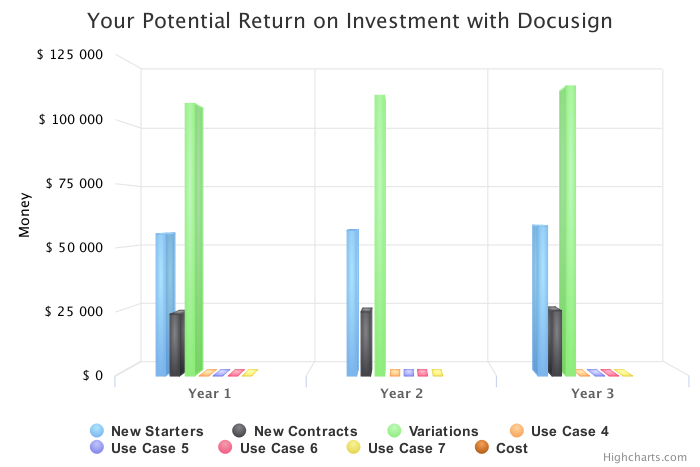 Your Potential Return on Investment with Docusign
$ 125 000
$ 100 000
$ 75 000
$ 50 000
$ 25 000
$ 0
Money
Year 1 Year 2 Year 3
New Starters New Contracts Variations Use Case 4
Use Case 5 Use Case 6 Use Case 7 Cost
Highcharts.com